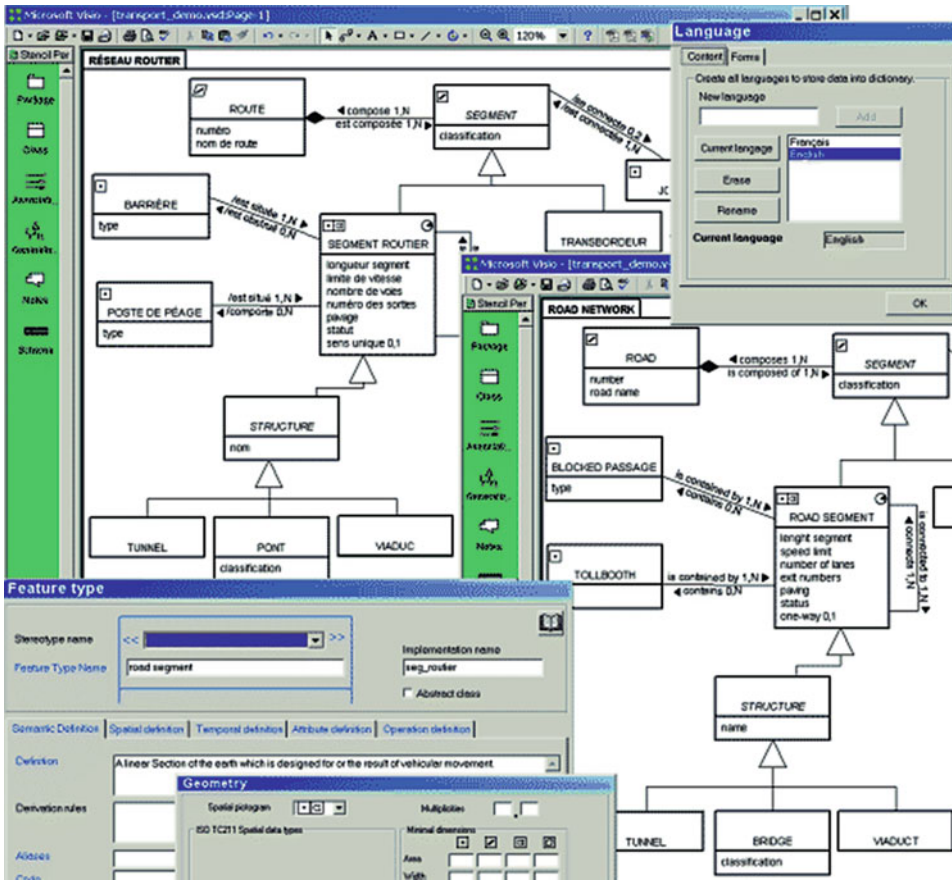 Microsoft Visio - [transport_demo.vsd:Page-1]
120%
Stencil Per
Package
Class
Notes
RÉSEAU ROUTIER
ROUTE
numéro
nom de route
compose 1,N
est composée 1,N
SEGMENT
classification
/est connecté 1,N
BARRIÈRE
type
/est située 1,N
/est obstrué 0,N
SEGMENT ROUTIER
longueur segment
limite de vitesse
nombre de voies
numéro des sortes
pavage
statut
sens unique 0,1
POSTE DE PÉAGE
type
/est situé 1,N
/comporte 0,N
TRANSBORDEUR
STRUCTURE
nom
TUNNEL
PONT
classification
VIADUC
Language
Content
Forms
Create all languages to store data into dictionary.
New language
Add
Current langage
Erase
Rename
Français
English
Current language
English
OK
Microsoft Visio - [transport_demo.vs
Stencil Per
Package
Class
Notes
ROAD NETWORK
ROAD
number
road name
composes 1,N
is composed of 1,N
SEGMENT
classification
BLOCKED PASSAGE
type
is contained by 1,N
contains 0,N
ROAD SEGMENT
lenght segment
speed limit
number of lanes
exit numbers
paving
status
one-way 0,1
connects 1,N
is connected to 1,N
TOLLBOOTH
is contained by 1,N
contains 0,N
STRUCTURE
name
TUNNEL
BRIDGE
classification
VIADUCT
Feature type
Stereotype name
<< >>
Feature Type Name
road segment
Implementation name
seg_routier
Abstract class
Semantic Definition
Spatial definition
Temporal definition
Attribute definition
Operation definition
Definition
A linear Section of the earth which is designed for or the result of vehicular movement.
Derivation rules
Aliases
Code
Geometry
Spatial pictogram
Multiplicities
ISO TC211 Spatial data types
Minimal dimensions
Area
Width